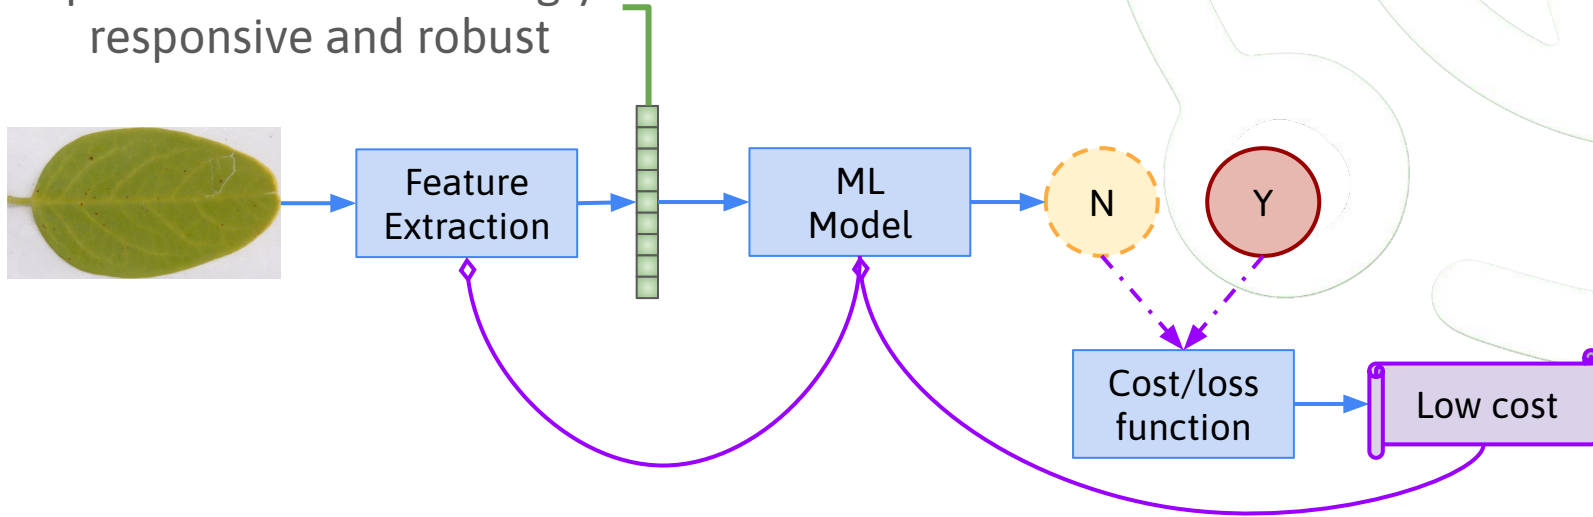 responsive and robust
Feature
Extraction
ML
Model
N
Y
Cost/loss
function
Low cost